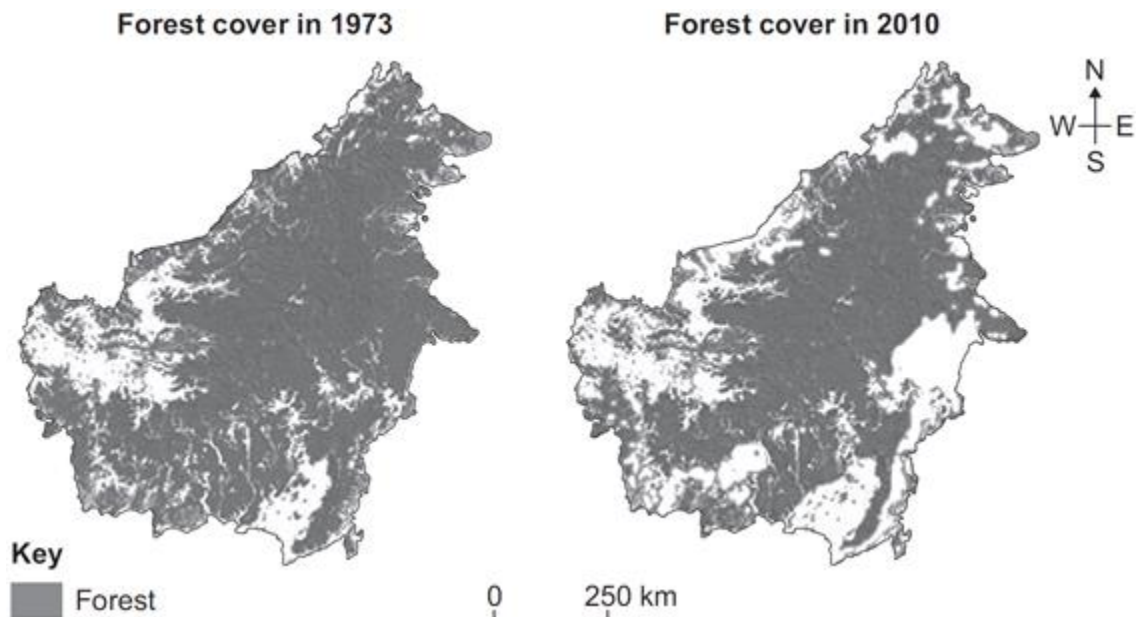 Forest cover in 1973
Forest cover in 2010
N
W E
S
Key
Forest
0 250 km